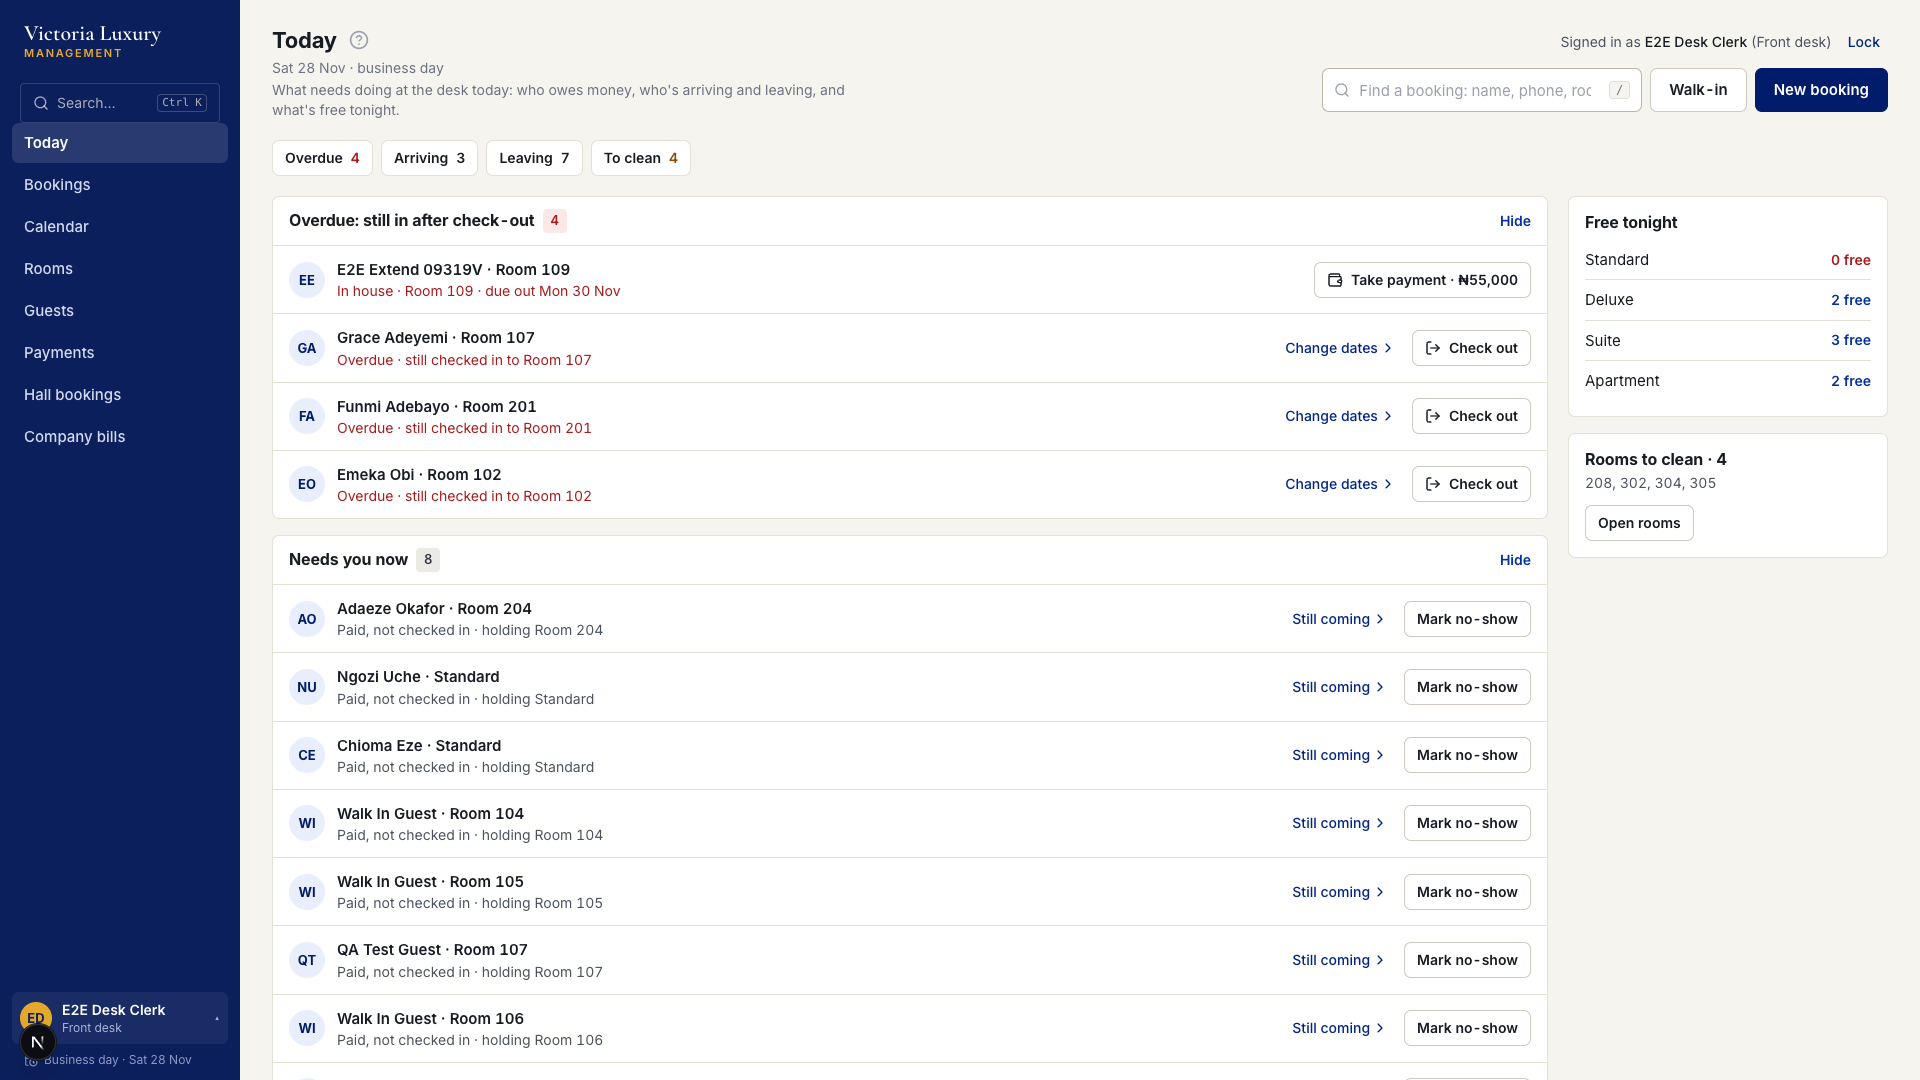 Victoria Luxury
MANAGEMENT
Search...
Ctrl K
Today
Bookings
Calendar
Rooms
Guests
Payments
Hall bookings
Company bills
ED
E2E Desk Clerk
Front desk
N
Business day · Sat 28 Nov
Today
?
Sat 28 Nov · business day
What needs doing at the desk today: who owes money, who's arriving and leaving, and
what's free tonight.
Signed in as E2E Desk Clerk (Front desk)
Lock
Find a booking: name, phone, roo
/
Walk-in
New booking
Overdue 4
Arriving 3
Leaving 7
To clean 4
Overdue: still in after check-out 4
Hide
EE
E2E Extend 09319V · Room 109
In house · Room 109 · due out Mon 30 Nov
Take payment · ₦55,000
GA
Grace Adeyemi · Room 107
Overdue · still checked in to Room 107
Change dates
Check out
FA
Funmi Adebayo · Room 201
Overdue · still checked in to Room 201
Change dates
Check out
EO
Emeka Obi · Room 102
Overdue · still checked in to Room 102
Change dates
Check out
Needs you now 8
Hide
AO
Adaeze Okafor · Room 204
Paid, not checked in · holding Room 204
Still coming
Mark no-show
NU
Ngozi Uche · Standard
Paid, not checked in · holding Standard
Still coming
Mark no-show
CE
Chioma Eze · Standard
Paid, not checked in · holding Standard
Still coming
Mark no-show
WI
Walk In Guest · Room 104
Paid, not checked in · holding Room 104
Still coming
Mark no-show
WI
Walk In Guest · Room 105
Paid, not checked in · holding Room 105
Still coming
Mark no-show
QT
QA Test Guest · Room 107
Paid, not checked in · holding Room 107
Still coming
Mark no-show
WI
Walk In Guest · Room 106
Paid, not checked in · holding Room 106
Still coming
Mark no-show
Free tonight
Standard
0 free
Deluxe
2 free
Suite
3 free
Apartment
2 free
Rooms to clean · 4
208, 302, 304, 305
Open rooms